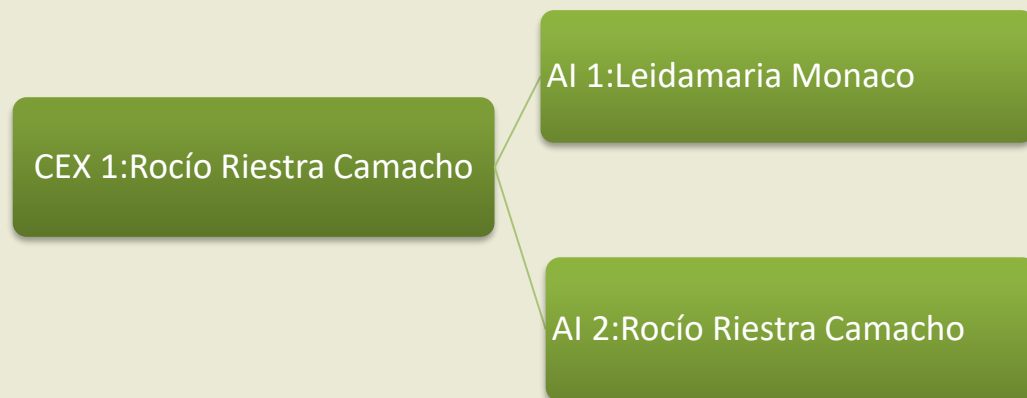 AI 1:Leidamaria Monaco
CEX 1:Rocío Riestra Camacho
AI 2:Rocío Riestra Camacho